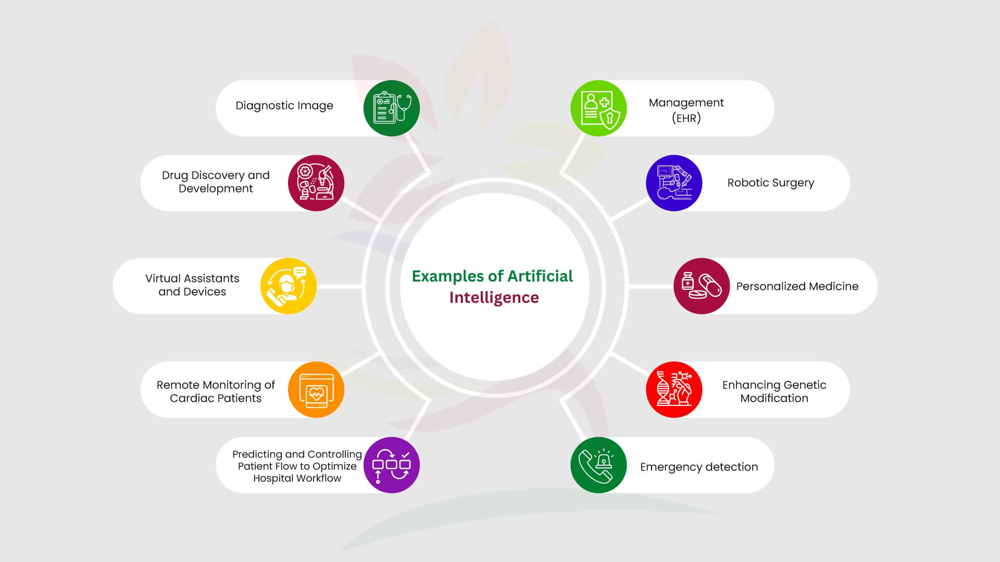 Diagnostic Image
Drug Discovery and
Development
Virtual Assistants
and Devices
Remote Monitoring of
Cardiac Patients
Predicting and Controlling
Patient Flow to Optimize
Hospital Workflow
Examples of Artificial
Intelligence
Management
(EHR)
Robotic Surgery
Personalized Medicine
Enhancing Genetic
Modification
Emergency detection